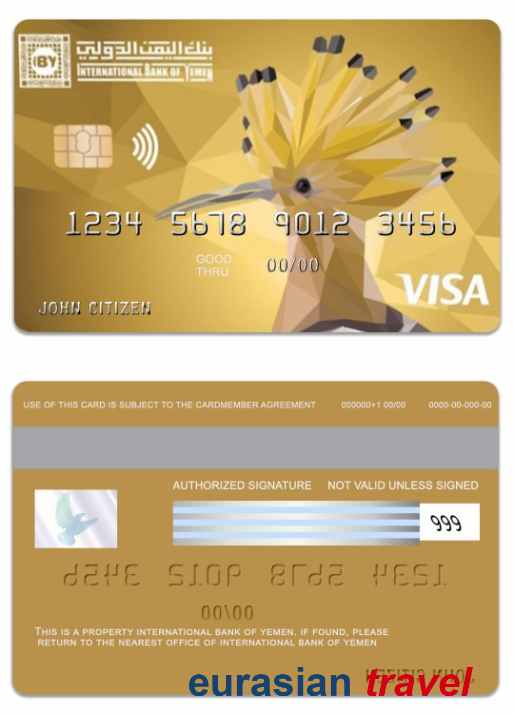 بنك اليمن الدولي
IBY
INTERNATIONAL BANK OF YEMEN
1234 5678 9012 3456
GOOD
THRU
00/00
JOHN CITIZEN
VISA
USE OF THIS CARD IS SUBJECT TO THE CARDMEMBER AGREEMENT 000000+1 00/00 0000-00-000-00
AUTHORIZED SIGNATURE NOT VALID UNLESS SIGNED
999
00/00
THIS IS A PROPERTY INTERNATIONAL BANK OF YEMEN. IF FOUND, PLEASE
RETURN TO THE NEAREST OFFICE OF INTERNATIONAL BANK OF YEMEN
eurasian travel